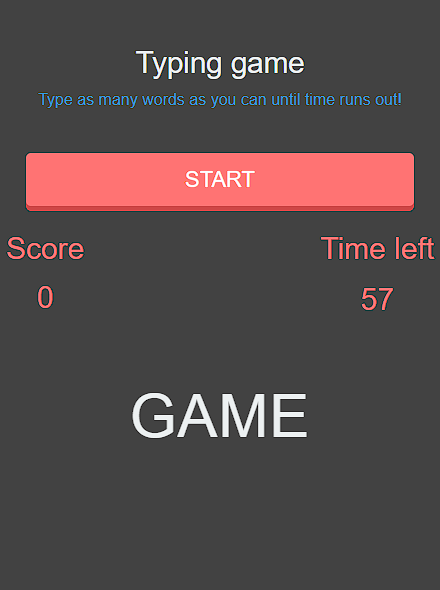 Typing game
Type as many words as you can until time runs out!
START
Score
Time left
0
57
GAME